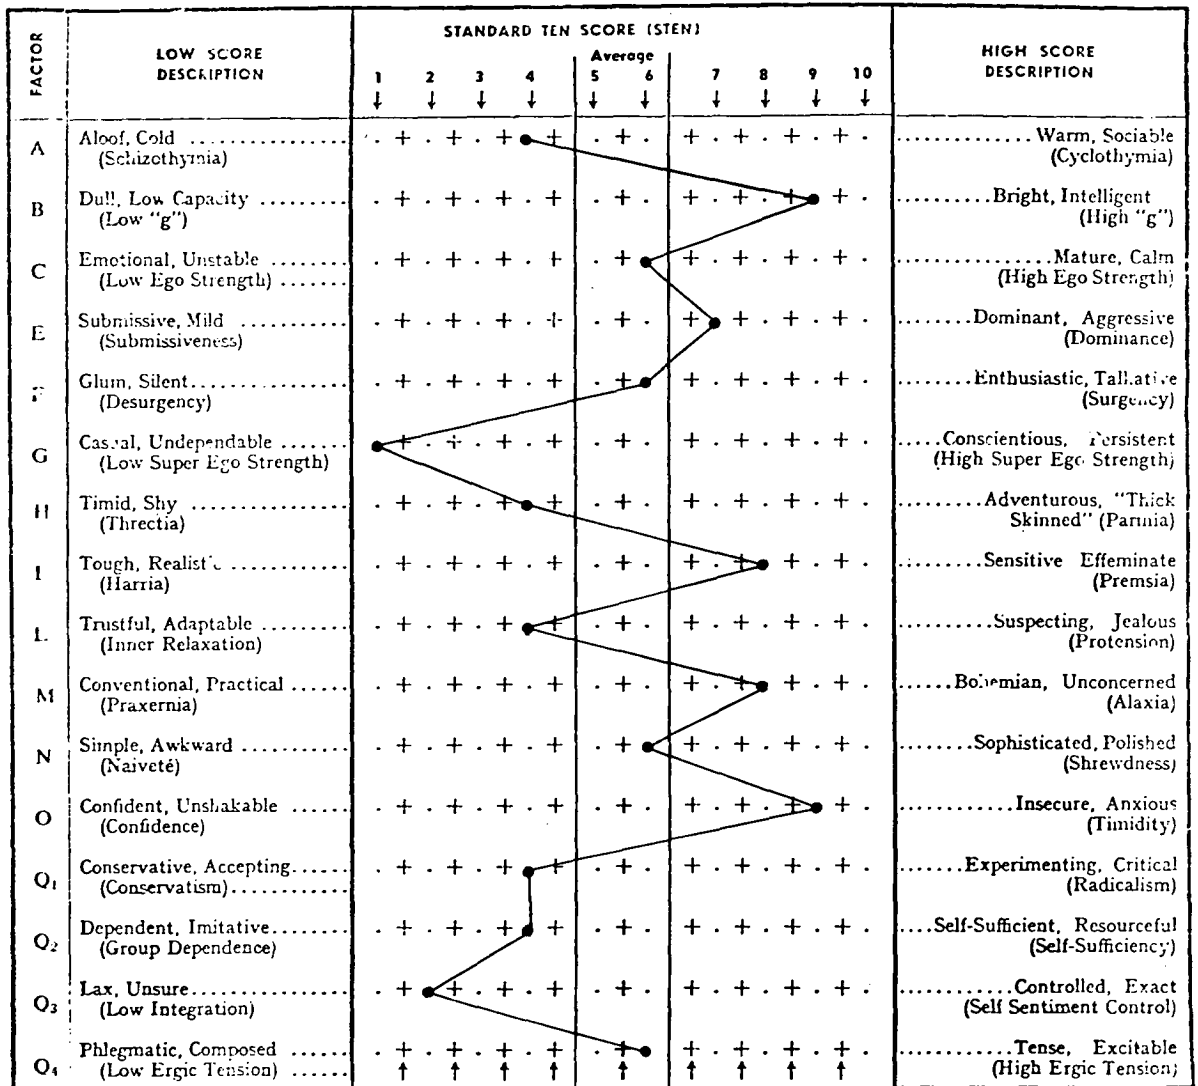 FACTOR
LOW SCORE
DESCRIPTION
STANDARD TEN SCORE (STEN)
Average
1 2 3 4 5 6 7 8 9 10
HIGH SCORE
DESCRIPTION
A
Aloof, Cold
(Schizothymia)
Warm, Sociable
(Cyclothymia)
B
Dull, Low Capacity
(Low "g")
Bright, Intelligent
(High "g")
C
Emotional, Unstable
(Low Ego Strength)
Mature, Calm
(High Ego Strength)
E
Submissive, Mild
(Submissiveness)
Dominant, Aggressive
(Dominance)
F
Glum, Silent
(Desurgency)
Enthusiastic, Talkative
(Surgency)
G
Casual, Undependable
(Low Super Ego Strength)
Conscientious, Persistent
(High Super Ego Strength)
H
Timid, Shy
(Threctia)
Adventurous, "Thick
Skinned" (Parmia)
I
Tough, Realistic
(Harria)
Sensitive Effeminate
(Premsia)
L
Trustful, Adaptable
(Inner Relaxation)
Suspecting, Jealous
(Protension)
M
Conventional, Practical
(Praxernia)
Bohemian, Unconcerned
(Alaxia)
N
Simple, Awkward
(Naiveté)
Sophisticated, Polished
(Shrewdness)
O
Confident, Unshakable
(Confidence)
Insecure, Anxious
(Timidity)
Q1
Conservative, Accepting
(Conservatism)
Experimenting, Critical
(Radicalism)
Q2
Dependent, Imitative
(Group Dependence)
Self-Sufficient, Resourceful
(Self-Sufficiency)
Q3
Lax, Unsure
(Low Integration)
Controlled, Exact
(Self Sentiment Control)
Q4
Phlegmatic, Composed
(Low Ergic Tension)
Tense, Excitable
(High Ergic Tension)